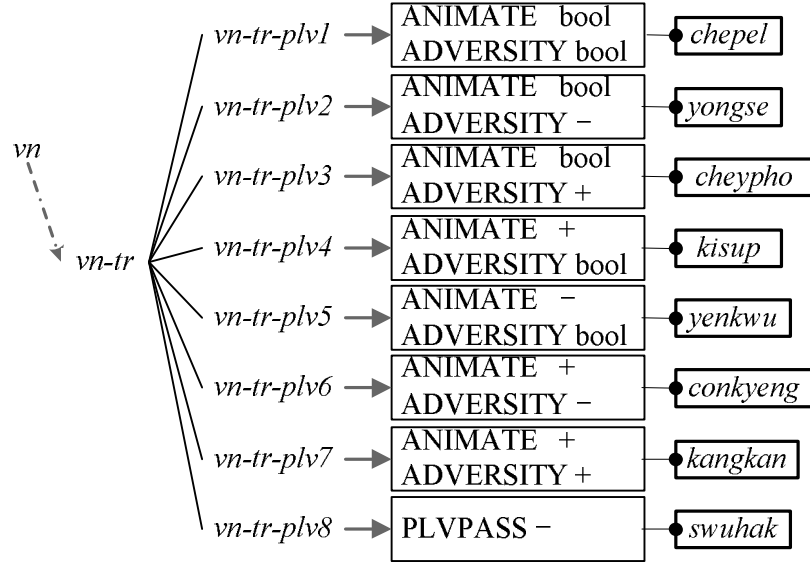 vn-tr-plv1 ANIMATE bool
ADVERSITY bool chepel
vn-tr-plv2 ANIMATE bool
ADVERSITY − yongse
vn
vn-tr-plv3 ANIMATE bool
ADVERSITY + cheypho
vn-tr
vn-tr-plv4 ANIMATE +
ADVERSITY bool kisup
vn-tr-plv5 ANIMATE −
ADVERSITY bool yenkwu
vn-tr-plv6 ANIMATE +
ADVERSITY − conkyeng
vn-tr-plv7 ANIMATE +
ADVERSITY + kangkan
vn-tr-plv8 PLVPASS − swuhak